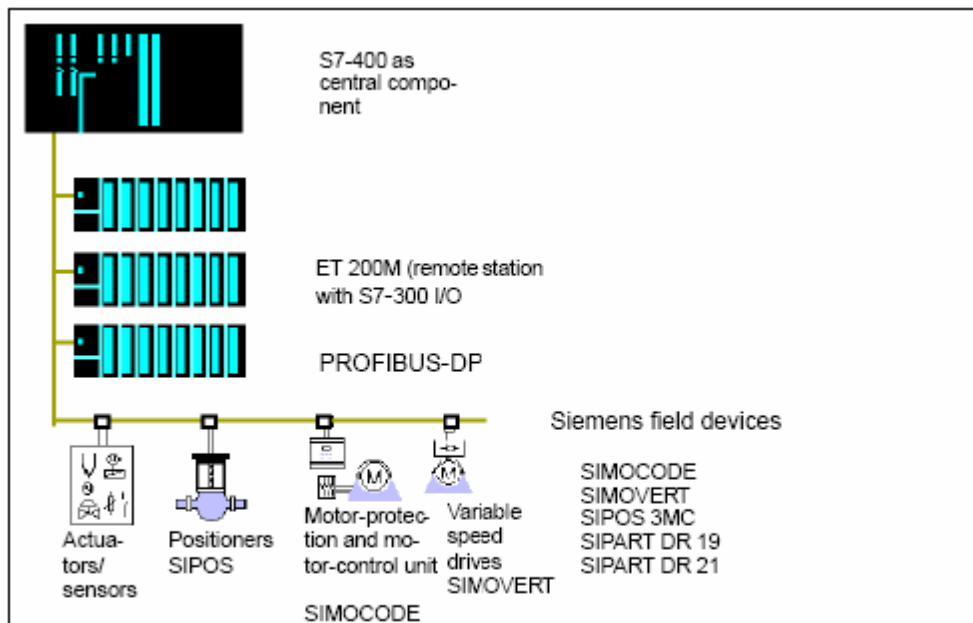 S7-400 as
central compo-
nent
ET 200M (remote station
with S7-300 I/O
PROFIBUS-DP
Siemens field devices
Actua-
tors/
sensors
Positioners
SIPOS
M
Motor-protec-
tion and mo-
tor-control unit
SIMOCODE
M
Variable
speed
drives
SIMOVERT
SIMOCODE
SIMOVERT
SIPOS 3MC
SIPART DR 19
SIPART DR 21